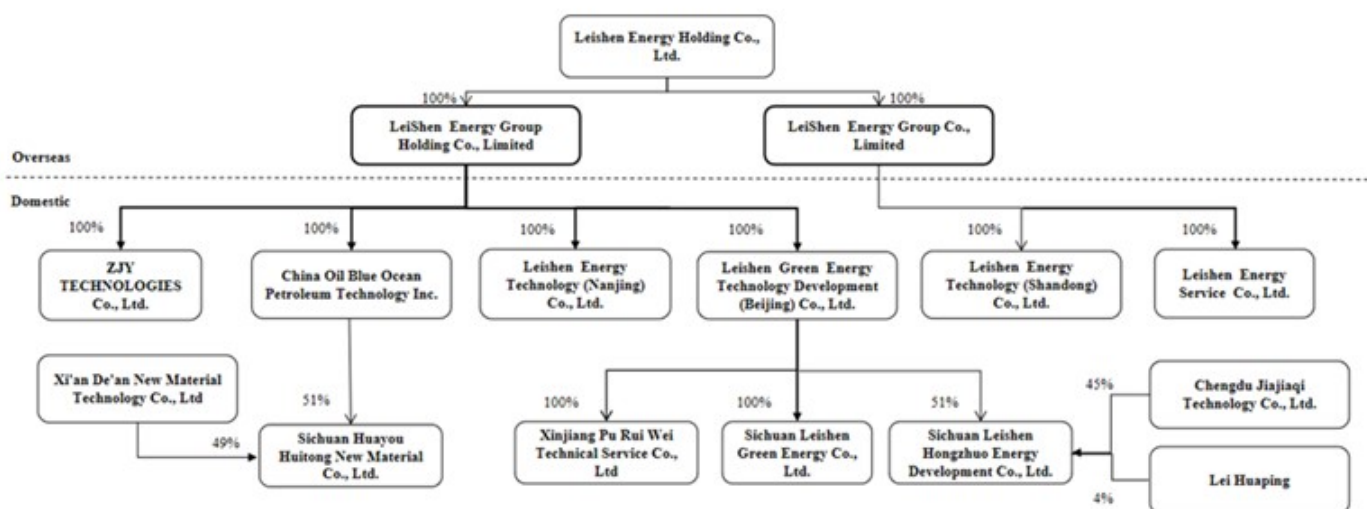 Leishen Energy Holding Co.,
Ltd.
100%
100%
LeiShen Energy Group
Holding Co., Limited
LeiShen Energy Group Co.,
Limited
Overseas
Domestic
100%
100%
100%
100%
100%
100%
ZJY
TECHNOLOGIES
Co., Ltd.
China Oil Blue Ocean
Petroleum Technology Inc.
Leishen Energy
Technology (Nanjing)
Co., Ltd.
Leishen Green Energy
Technology Development
(Beijing) Co., Ltd.
Leishen Energy
Technology (Shandong)
Co., Ltd.
Leishen Energy
Service Co., Ltd.
Xi'an De'an New Material
Technology Co., Ltd
51%
100%
100%
51%
45%
Chengdu Jiajiaqi
Technology Co., Ltd.
49%
Sichuan Huayou
Huitong New Material
Co., Ltd.
Xinjiang Pu Rui Wei
Technical Service Co.,
Ltd
Sichuan Leishen
Green Energy Co.,
Ltd.
Sichuan Leishen
Hongzhuo Energy
Development Co., Ltd.
Lei Huaping
4%